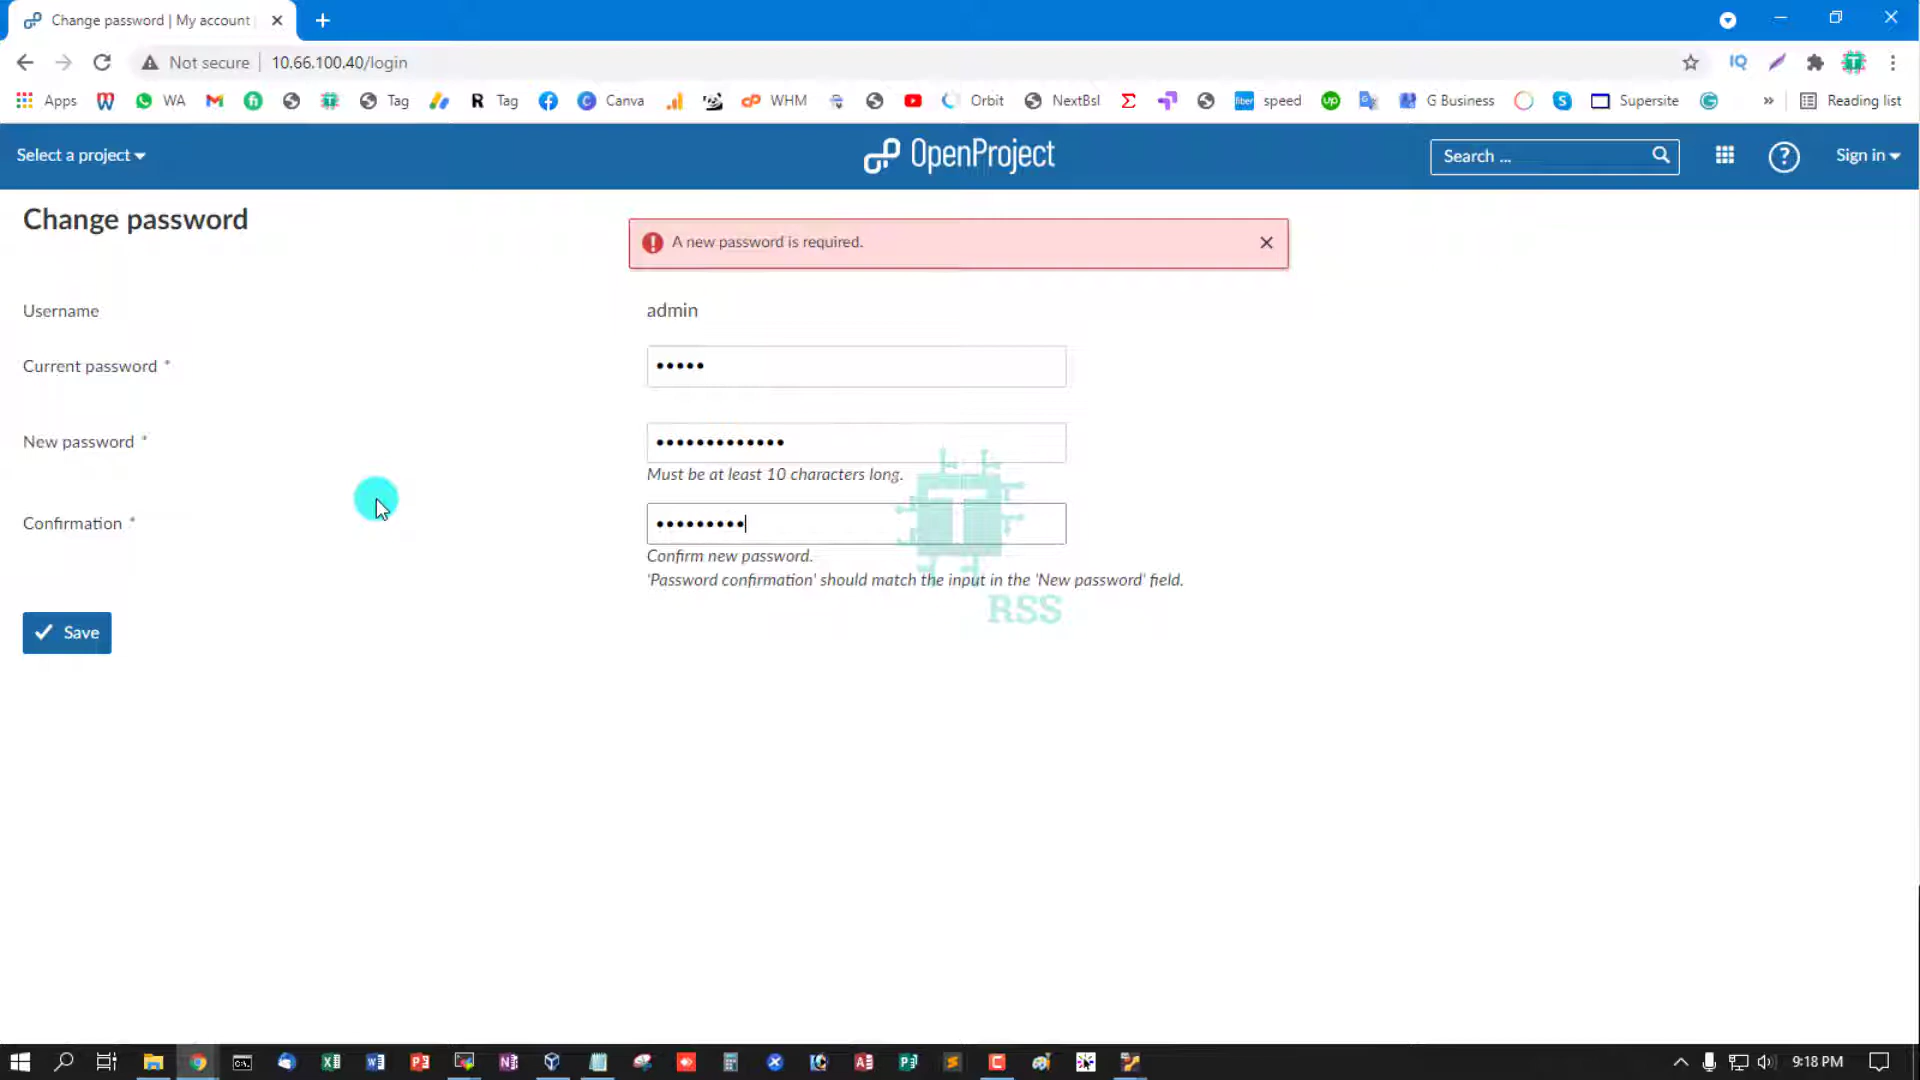 Change password | My account
Not secure
10.66.100.40/login
Apps
WA
Tag
R
Tag
Canva
WHM
Orbit
NextBsl
fiber
speed
up
G Business
Supersite
»
Reading list
Select a project
OpenProject
Search ...
?
Sign in
Change password
A new password is required.
Username
admin
Current password *
•••••
New password *
•••••••••••••
Must be at least 10 characters long.
Confirmation *
•••••••••
Confirm new password.
'Password confirmation' should match the input in the 'New password' field.
T
RSS
Save
9:18 PM